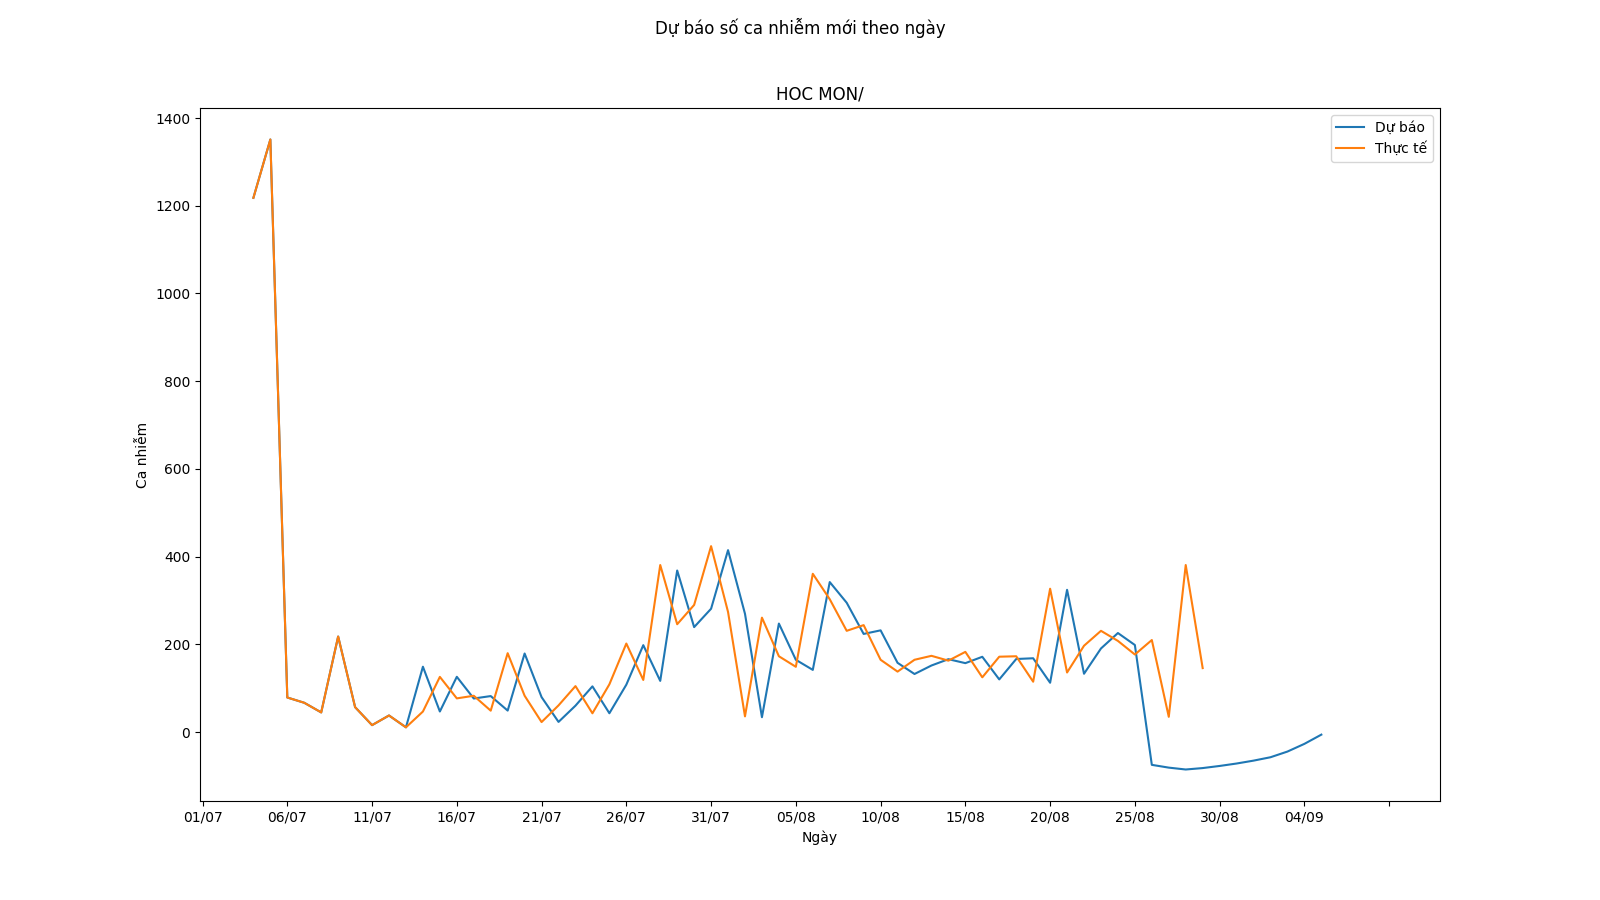 Dự báo số ca nhiễm mới theo ngày
HOC MON/
Dự báo
Thực tế
Ca nhiễm
1400
1200
1000
800
600
400
200
0
01/07 06/07 11/07 16/07 21/07 26/07 31/07 05/08 10/08 15/08 20/08 25/08 30/08 04/09
Ngày